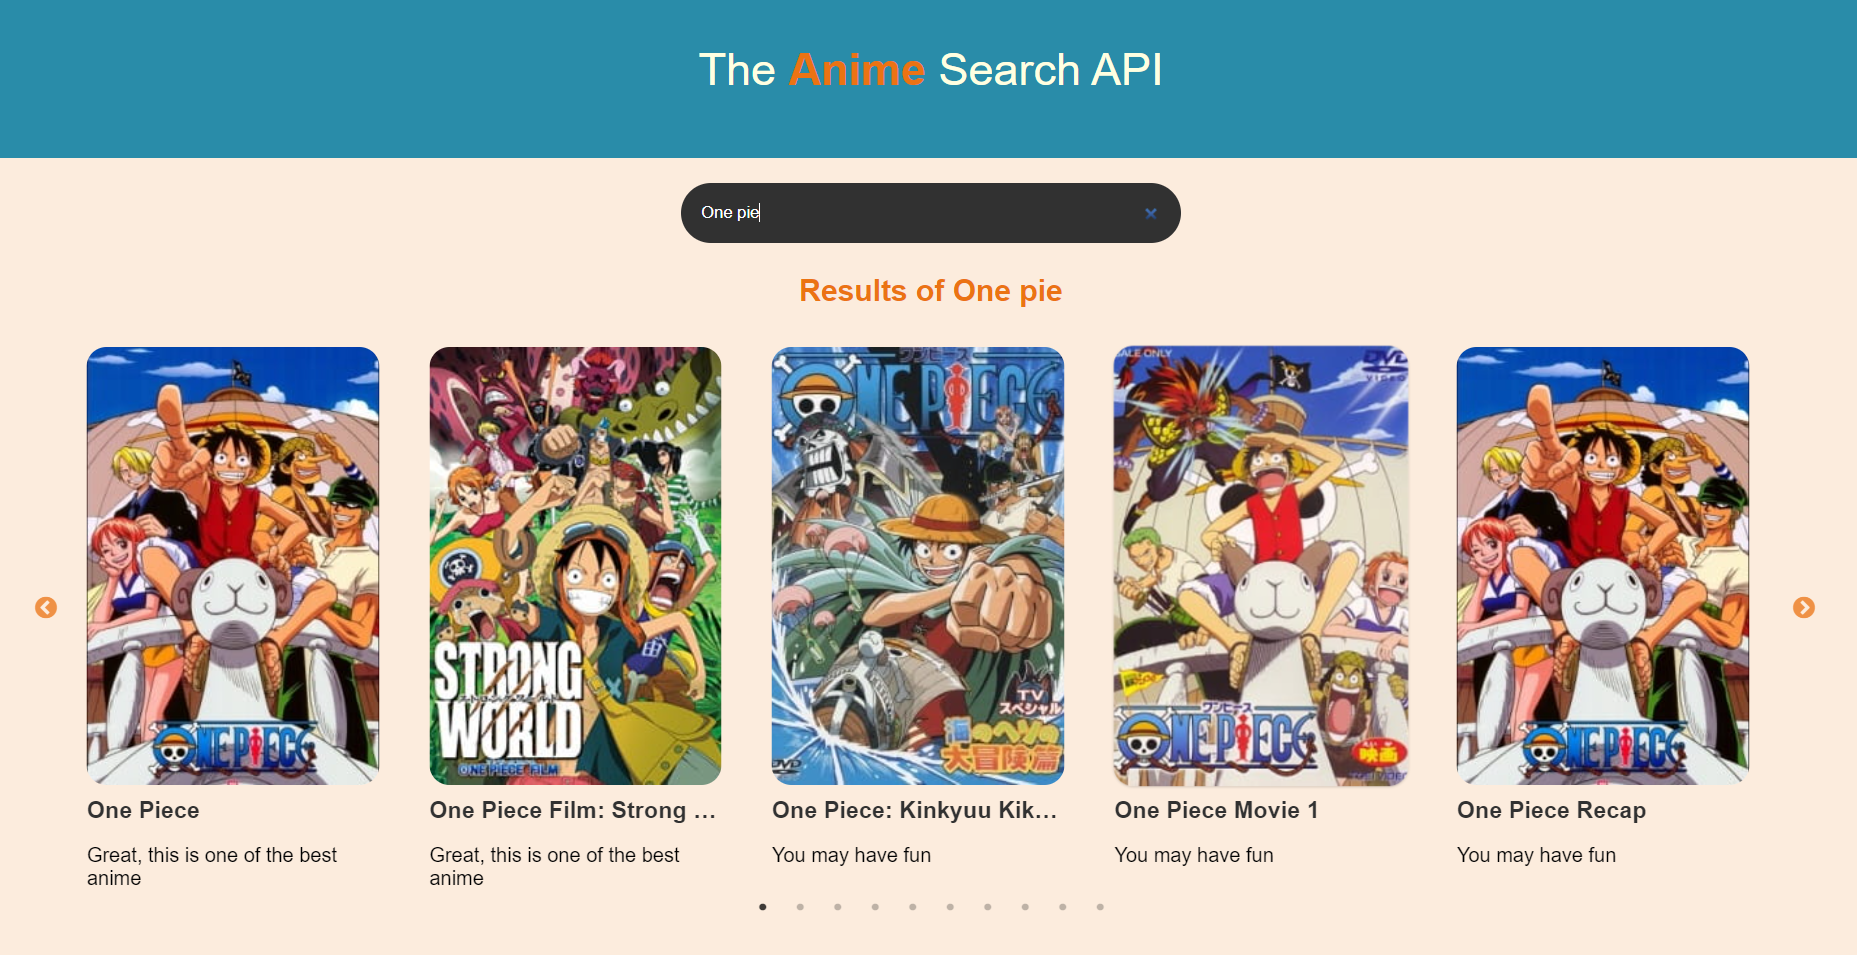 The Anime Search API
One pie
Results of One pie
ONE PIECE
STRONG
WORLD
ONE PIECE FILM
ワンピース
ONE PIECE
TV
スペシャル
海のヘソの
大冒険篇
DVD
SALE ONLY
DVD
VIDEO
ワンピース
ONE PIECE
映画
ONE PIECE
One Piece
One Piece Film: Strong ...
One Piece: Kinkyuu Kik...
One Piece Movie 1
One Piece Recap
Great, this is one of the best
anime
Great, this is one of the best
anime
You may have fun
You may have fun
You may have fun